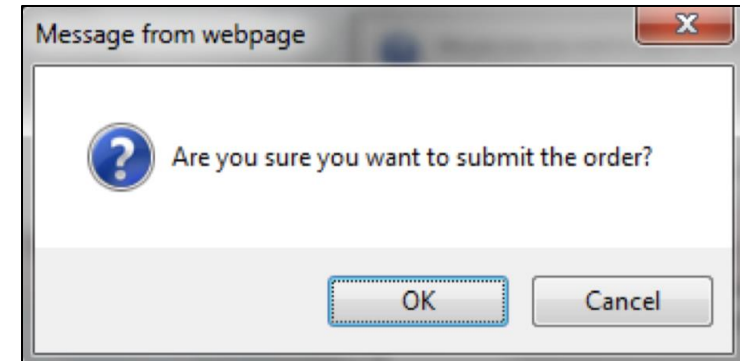 Message from webpage
X
? Are you sure you want to submit the order?
OK Cancel